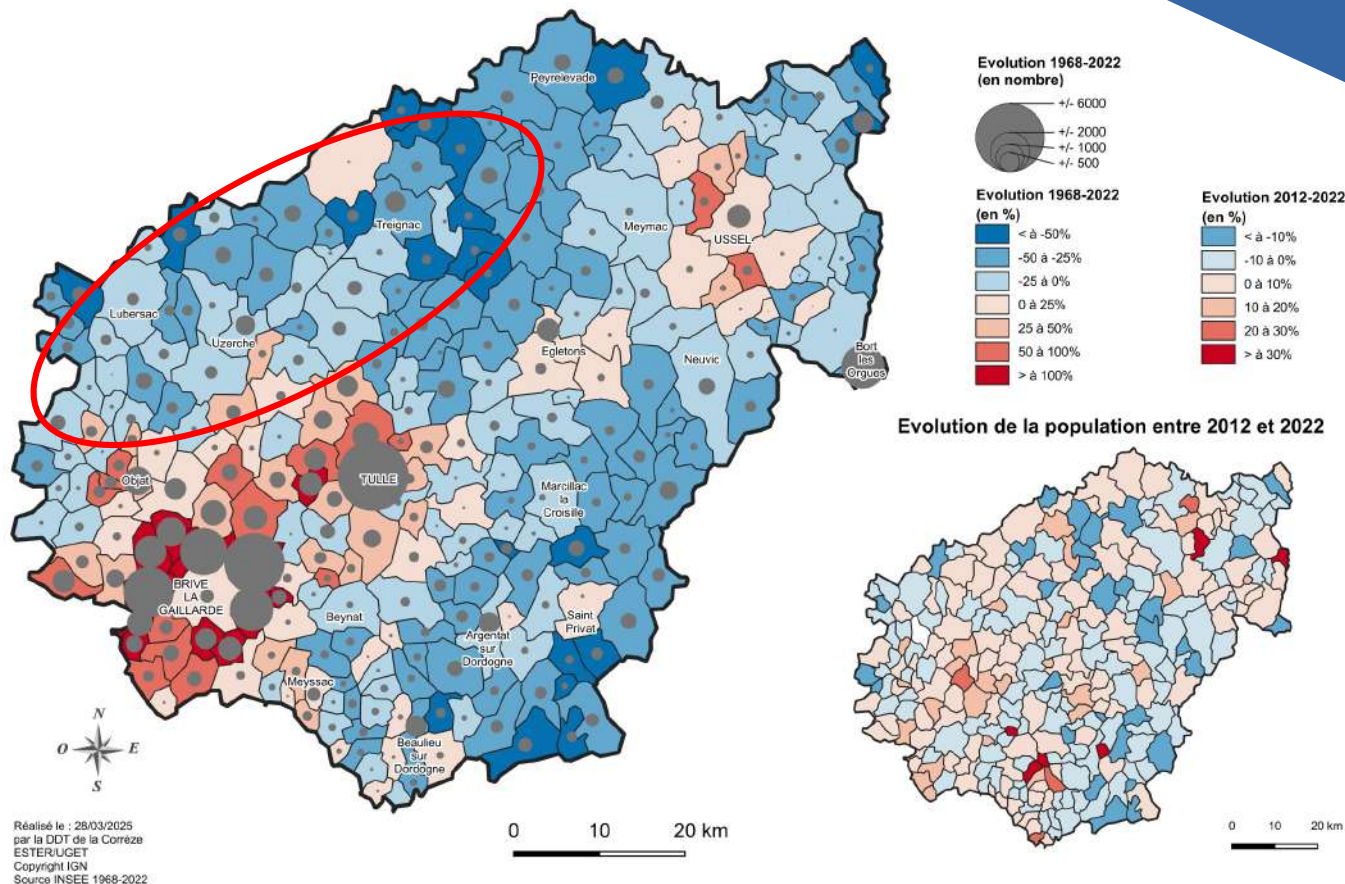 Evolution 1968-2022
(en nombre)
+/- 6000
+/- 2000
+/- 1000
+/- 500
Evolution 1968-2022
(en %)
< à -50%
-50 à -25%
-25 à 0%
0 à 25%
25 à 50%
50 à 100%
> à 100%
Evolution 2012-2022
(en %)
< à -10%
-10 à 0%
0 à 10%
10 à 20%
20 à 30%
> à 30%
Peyrelevade
Treignac
Meymac
USSEL
Lubersac
Uzerche
Egletons
Neuvic
Bort
les
Orgues
Objat
TULLE
Marcillac
la
Croisille
BRIVE
LA
GAILLARDE
Beynat
Argentat
sur
Dordogne
Saint
Privat
Meyssac
Beaulieu
sur
Dordogne
Evolution de la population entre 2012 et 2022
N
O
E
S
Réalisé le : 28/03/2025
par la DDT de la Corrèze
ESTER/UGET
Copyright IGN
Source INSEE 1968-2022
0 10 20 km
0 10 20 km